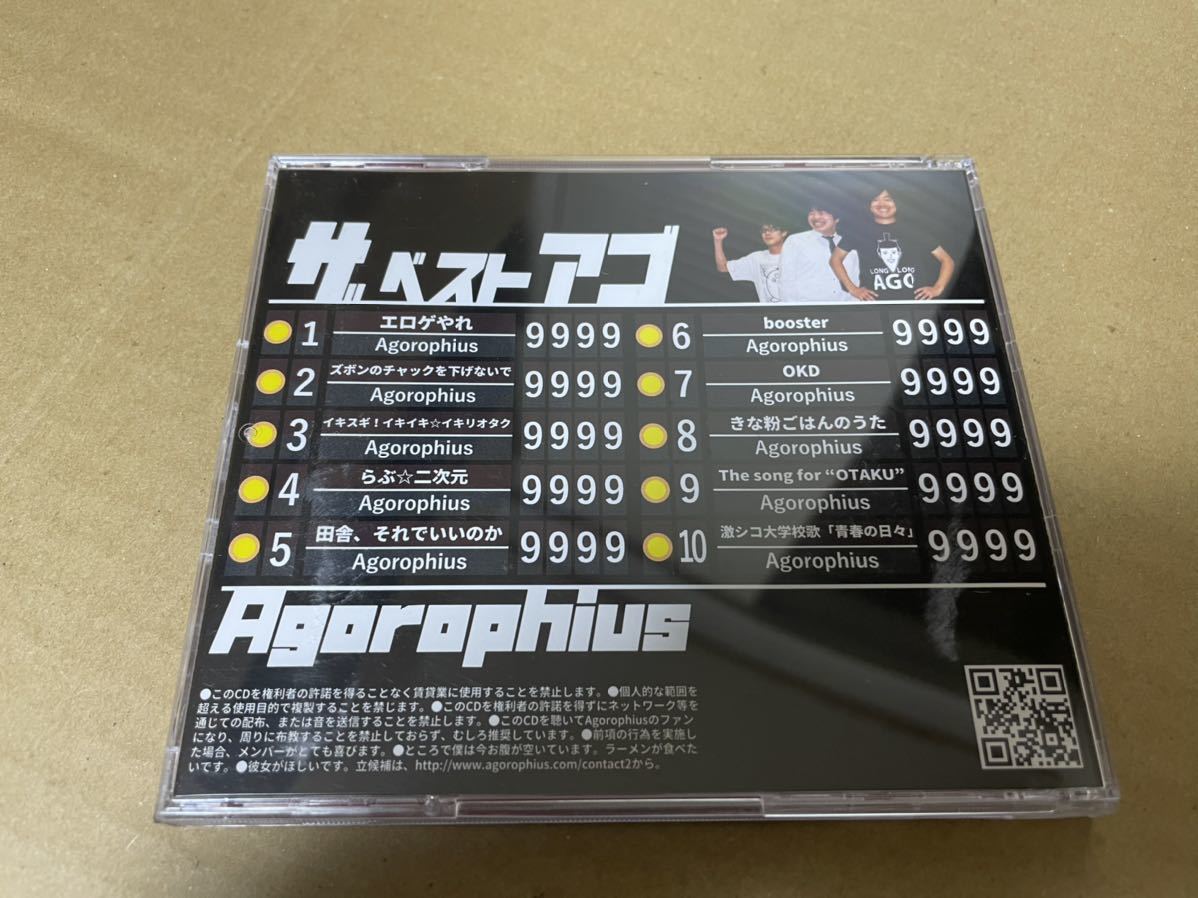 ザ ベスト アゴ
LONG LONG
AGO
1 エロゲやれ 9999
Agorophius
2 ズボンのチャックを下げないで 9999
Agorophius
3 イキスギ！イキイキ☆イキリオタク 9999
Agorophius
4 らぶ☆二次元 9999
Agorophius
5 田舎、それでいいのか 9999
Agorophius
6 booster 9999
Agorophius
7 OKD 9999
Agorophius
8 きな粉ごはんのうた 9999
Agorophius
9 The song for “OTAKU” 9999
Agorophius
10 激シコ大学校歌「青春の日々」 9999
Agorophius
Agorophius
●このCDを権利者の許諾を得ることなく賃貸業に使用することを禁止します。●個人的な範囲を
超える使用目的で複製することを禁じます。●このCDを権利者の許諾を得ずにネットワーク等を
通じての配布、または音を送信することを禁止します。●このCDを聴いてAgorophiusのファン
になり、周りに布教することを禁止しておらず、むしろ推奨しています。●前項の行為を実施し
た場合、メンバーがとても喜びます。●ところで僕は今お腹が空いています。ラーメンが食べた
いです。●彼女がほしいです。立候補は、http://www.agorophius.com/contact2から。